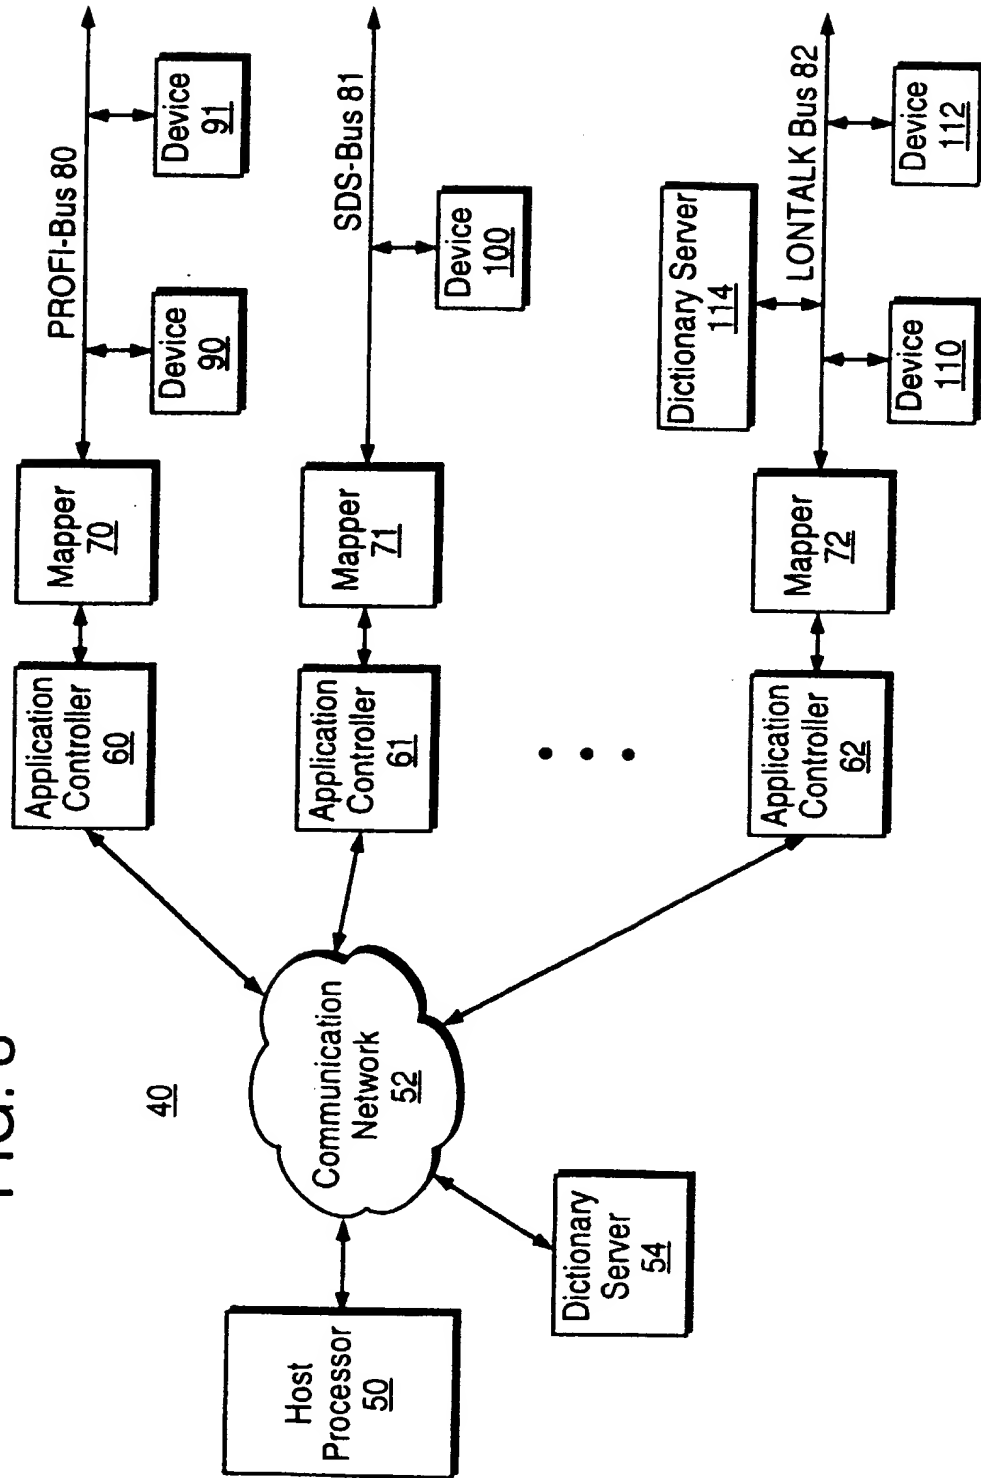 FIG.
40
Host
Processor
50
Communication
Network
52
Dictionary
Server
54
Application
Controller
60
Mapper
70
PROFI-Bus 80
Device
90
Device
91
Application
Controller
61
Mapper
71
SDS-Bus 81
Device
100
Application
Controller
62
Mapper
72
Dictionary Server
114
LONTALK Bus 82
Device
110
Device
112